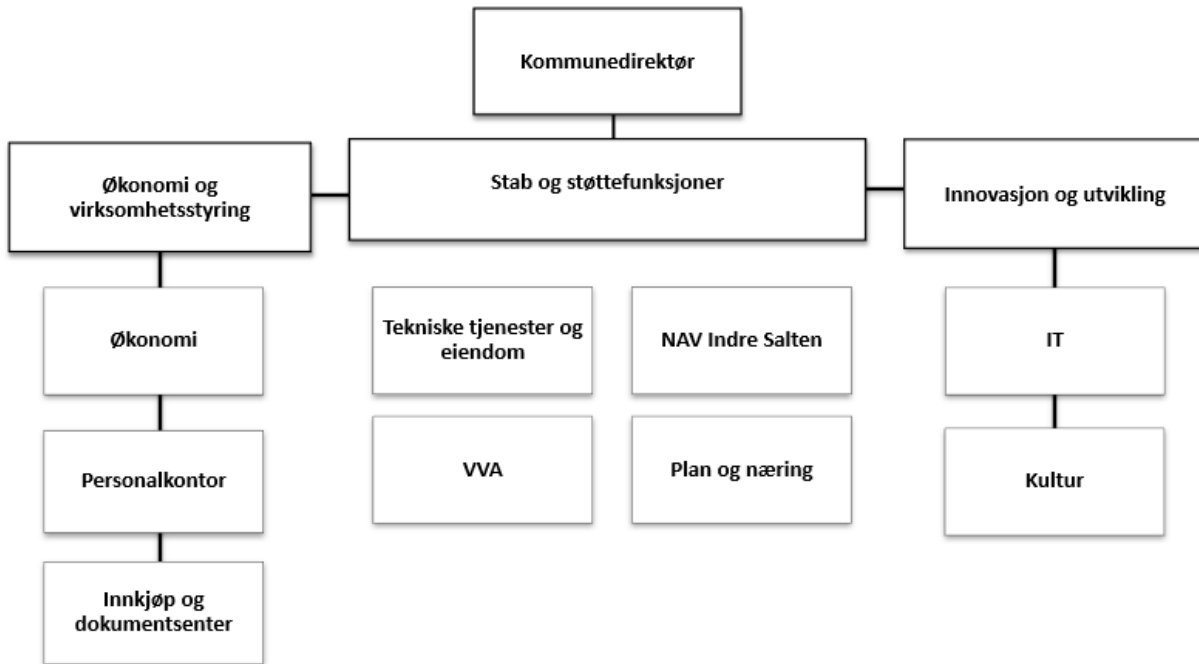 Kommunedirektør
Økonomi og
virksomhetsstyring
Stab og støttefunksjoner
Innovasjon og utvikling
Økonomi
Tekniske tjenester og
eiendom
NAV Indre Salten
IT
Personalkontor
VVA
Plan og næring
Kultur
Innkjøp og
dokumentsenter